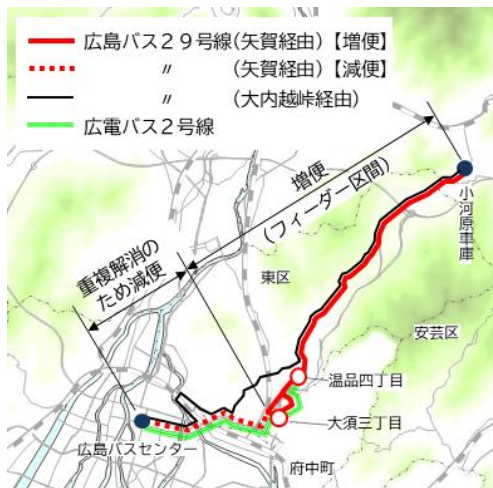 広島バス２９号線(矢賀経由)【増便】
〃 (矢賀経由)【減便】
〃 (大内越峠経由)
広電バス２号線
増便
(フィーダー区間)
小河原車庫
重複解消の
ため減便
東区
安芸区
温品四丁目
大須三丁目
広島バスセンター
府中町